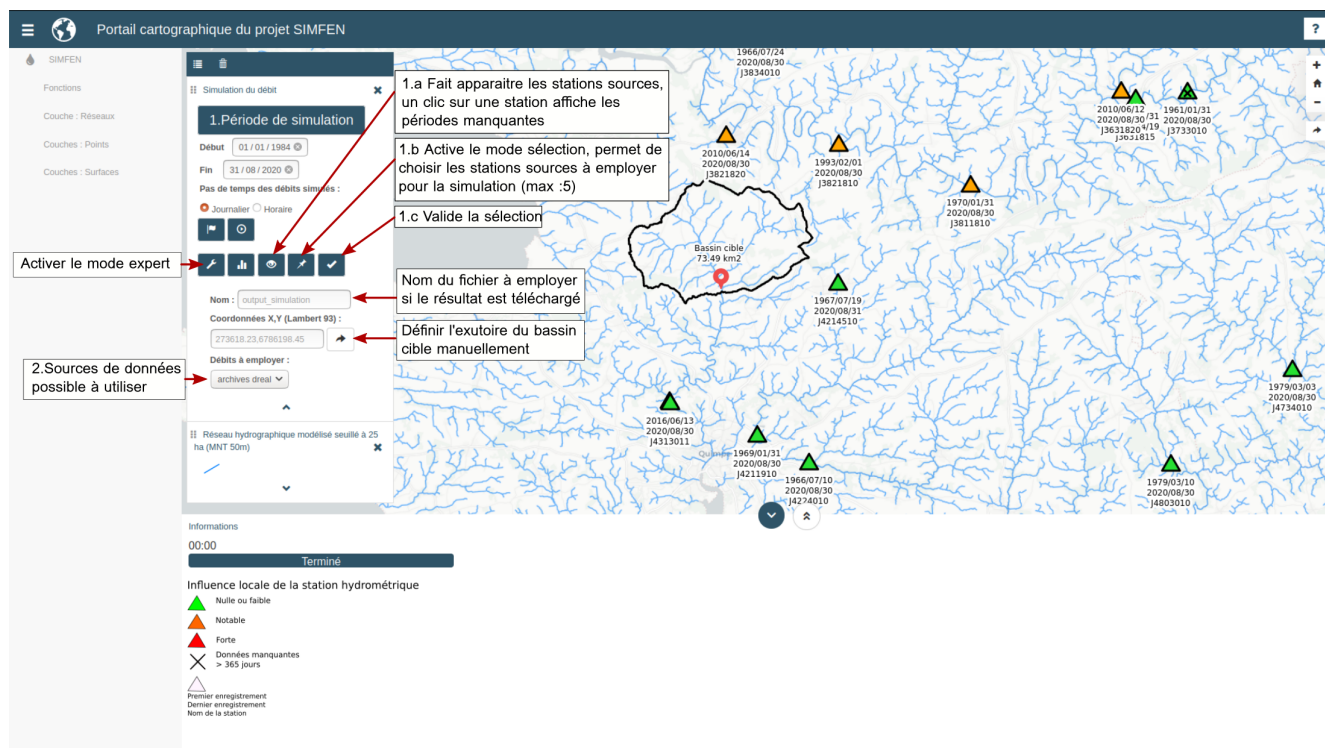 Portail cartographique du projet SIMFEN
?
SIMFEN
Fonctions
Couche : Réseaux
Couches : Points
Couches : Surfaces
Simulation du débit
1.Période de simulation
Début 01 / 01 / 1984
Fin 31 / 08 / 2020
Pas de temps des débits simulés :
Journalier Horaire
Activer le mode expert
Nom : output_simulation
Coordonnées X,Y (Lambert 93) :
273618.23,6786198.45
Débits à employer :
archives dreal
2.Sources de données
possible à utiliser
Réseau hydrographique modélisé seuillé à 25
ha (MNT 50m)
1.a Fait apparaitre les stations sources,
un clic sur une station affiche les
périodes manquantes
1.b Active le mode sélection, permet de
choisir les stations sources à employer
pour la simulation (max :5)
1.c Valide la sélection
Nom du fichier à employer
si le résultat est téléchargé
Définir l'exutoire du bassin
cible manuellement
1966/07/24
2020/08/30
J3834010
2010/06/14
2020/08/30
J3821820
1993/02/01
2020/08/30
J3821810
1970/01/31
2020/08/30
J3811810
2010/06/12
2020/08/30
J3631820
/31
4/19
J3631815
1961/01/31
2020/08/30
J3733010
Bassin cible
73.49 km2
1967/07/19
2020/08/31
J4214510
1979/03/03
2020/08/30
J4734010
2016/06/13
2020/08/30
J4313011
1969/01/31
2020/08/30
J4211910
1966/07/10
2020/08/30
J4224010
1979/03/10
2020/08/30
J4803010
Informations
00:00
Terminé
Influence locale de la station hydrométrique
Nulle ou faible
Notable
Forte
Données manquantes
> 365 jours
Premier enregistrement
Dernier enregistrement
Nom de la station